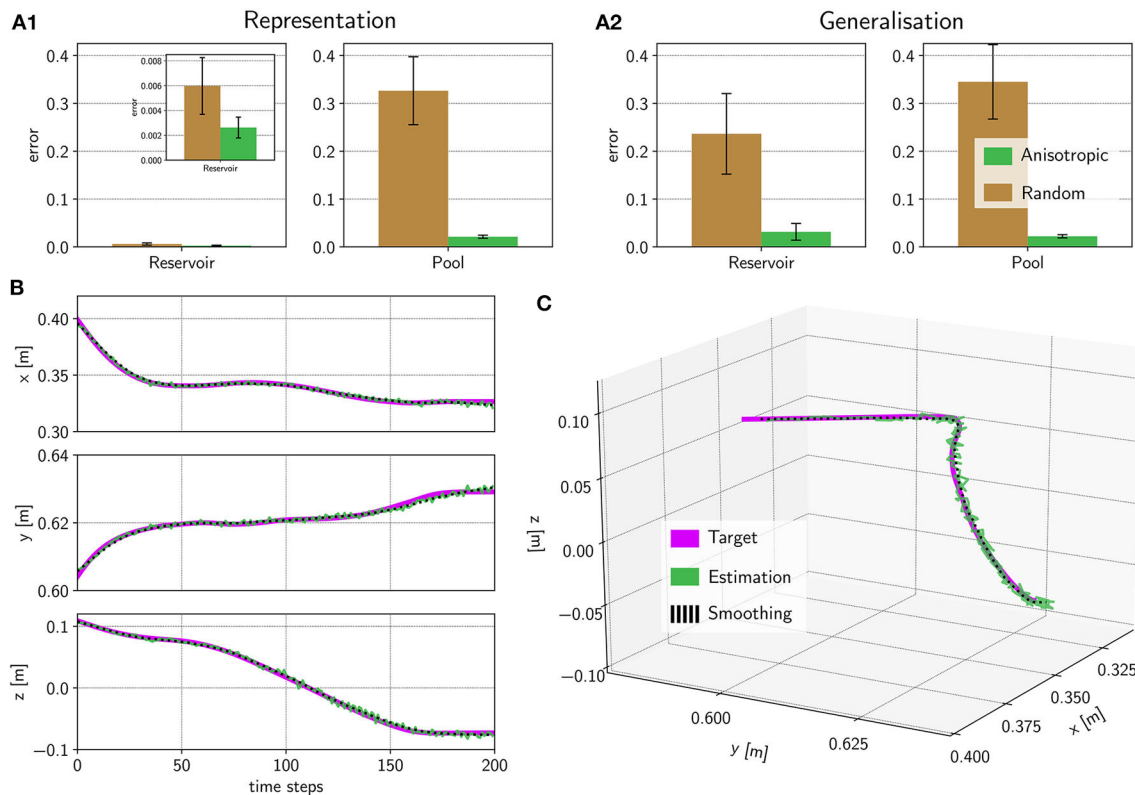 A1
Representation
A2
Generalisation
error
0.4
0.3
0.2
0.1
0.0
Reservoir
error
0.008
0.006
0.004
0.002
0.000
Reservoir
0.4
0.3
0.2
0.1
0.0
Pool
error
0.4
0.3
0.2
0.1
0.0
Reservoir
0.4
0.3
0.2
0.1
0.0
Pool
Anisotropic
Random
B
x [m]
0.40
0.35
0.30
y [m]
0.64
0.62
0.60
z [m]
0.1
0.0
−0.1
0
50
100
150
200
time steps
C
z [m]
0.10
0.05
0.00
−0.05
−0.10
Target
Estimation
Smoothing
0.600
0.625
y [m]
0.325
0.350
0.375
0.400
x [m]